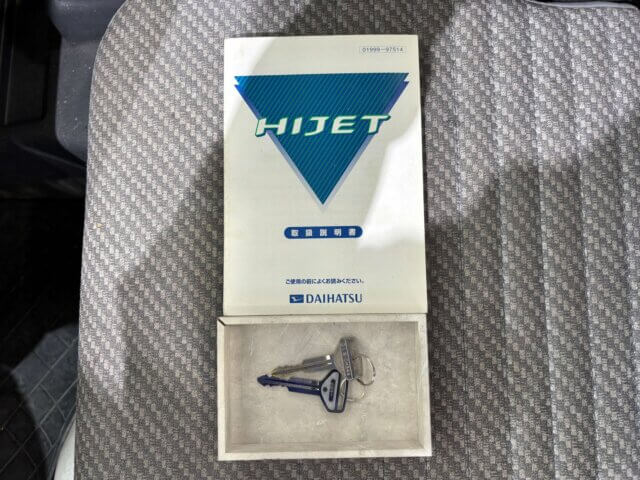 01999-97514
HIJET
取扱説明書
ご使用の前によくお読みください。
DAIHATSU